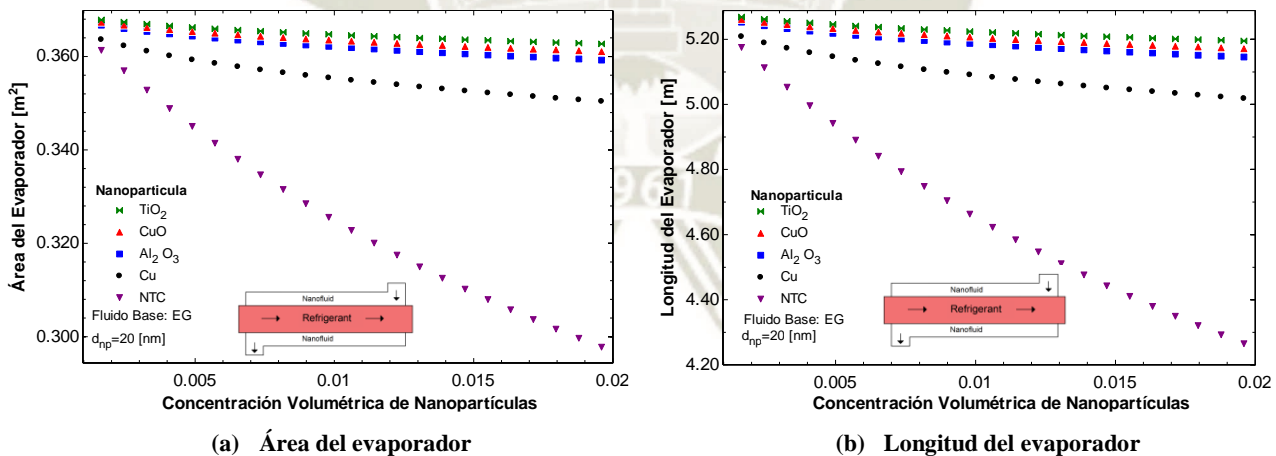 0.360
0.340
0.320
0.300
Área del Evaporador [m²]
Nanoparticula
TiO₂
CuO
Al₂ O₃
Cu
NTC
Fluido Base: EG
dₙₚ=20 [nm]
Nanofluid
Refrigerant
Nanofluid
0.005 0.01 0.015 0.02
Concentración Volumétrica de Nanopartículas
(a) Área del evaporador
5.20
5.00
4.80
4.60
4.40
4.20
Longitud del Evaporador [m]
Nanoparticula
TiO₂
CuO
Al₂ O₃
Cu
NTC
Fluido Base: EG
dₙₚ=20 [nm]
Nanofluid
Refrigerant
Nanofluid
0.005 0.01 0.015 0.02
Concentración Volumétrica de Nanopartículas
(b) Longitud del evaporador